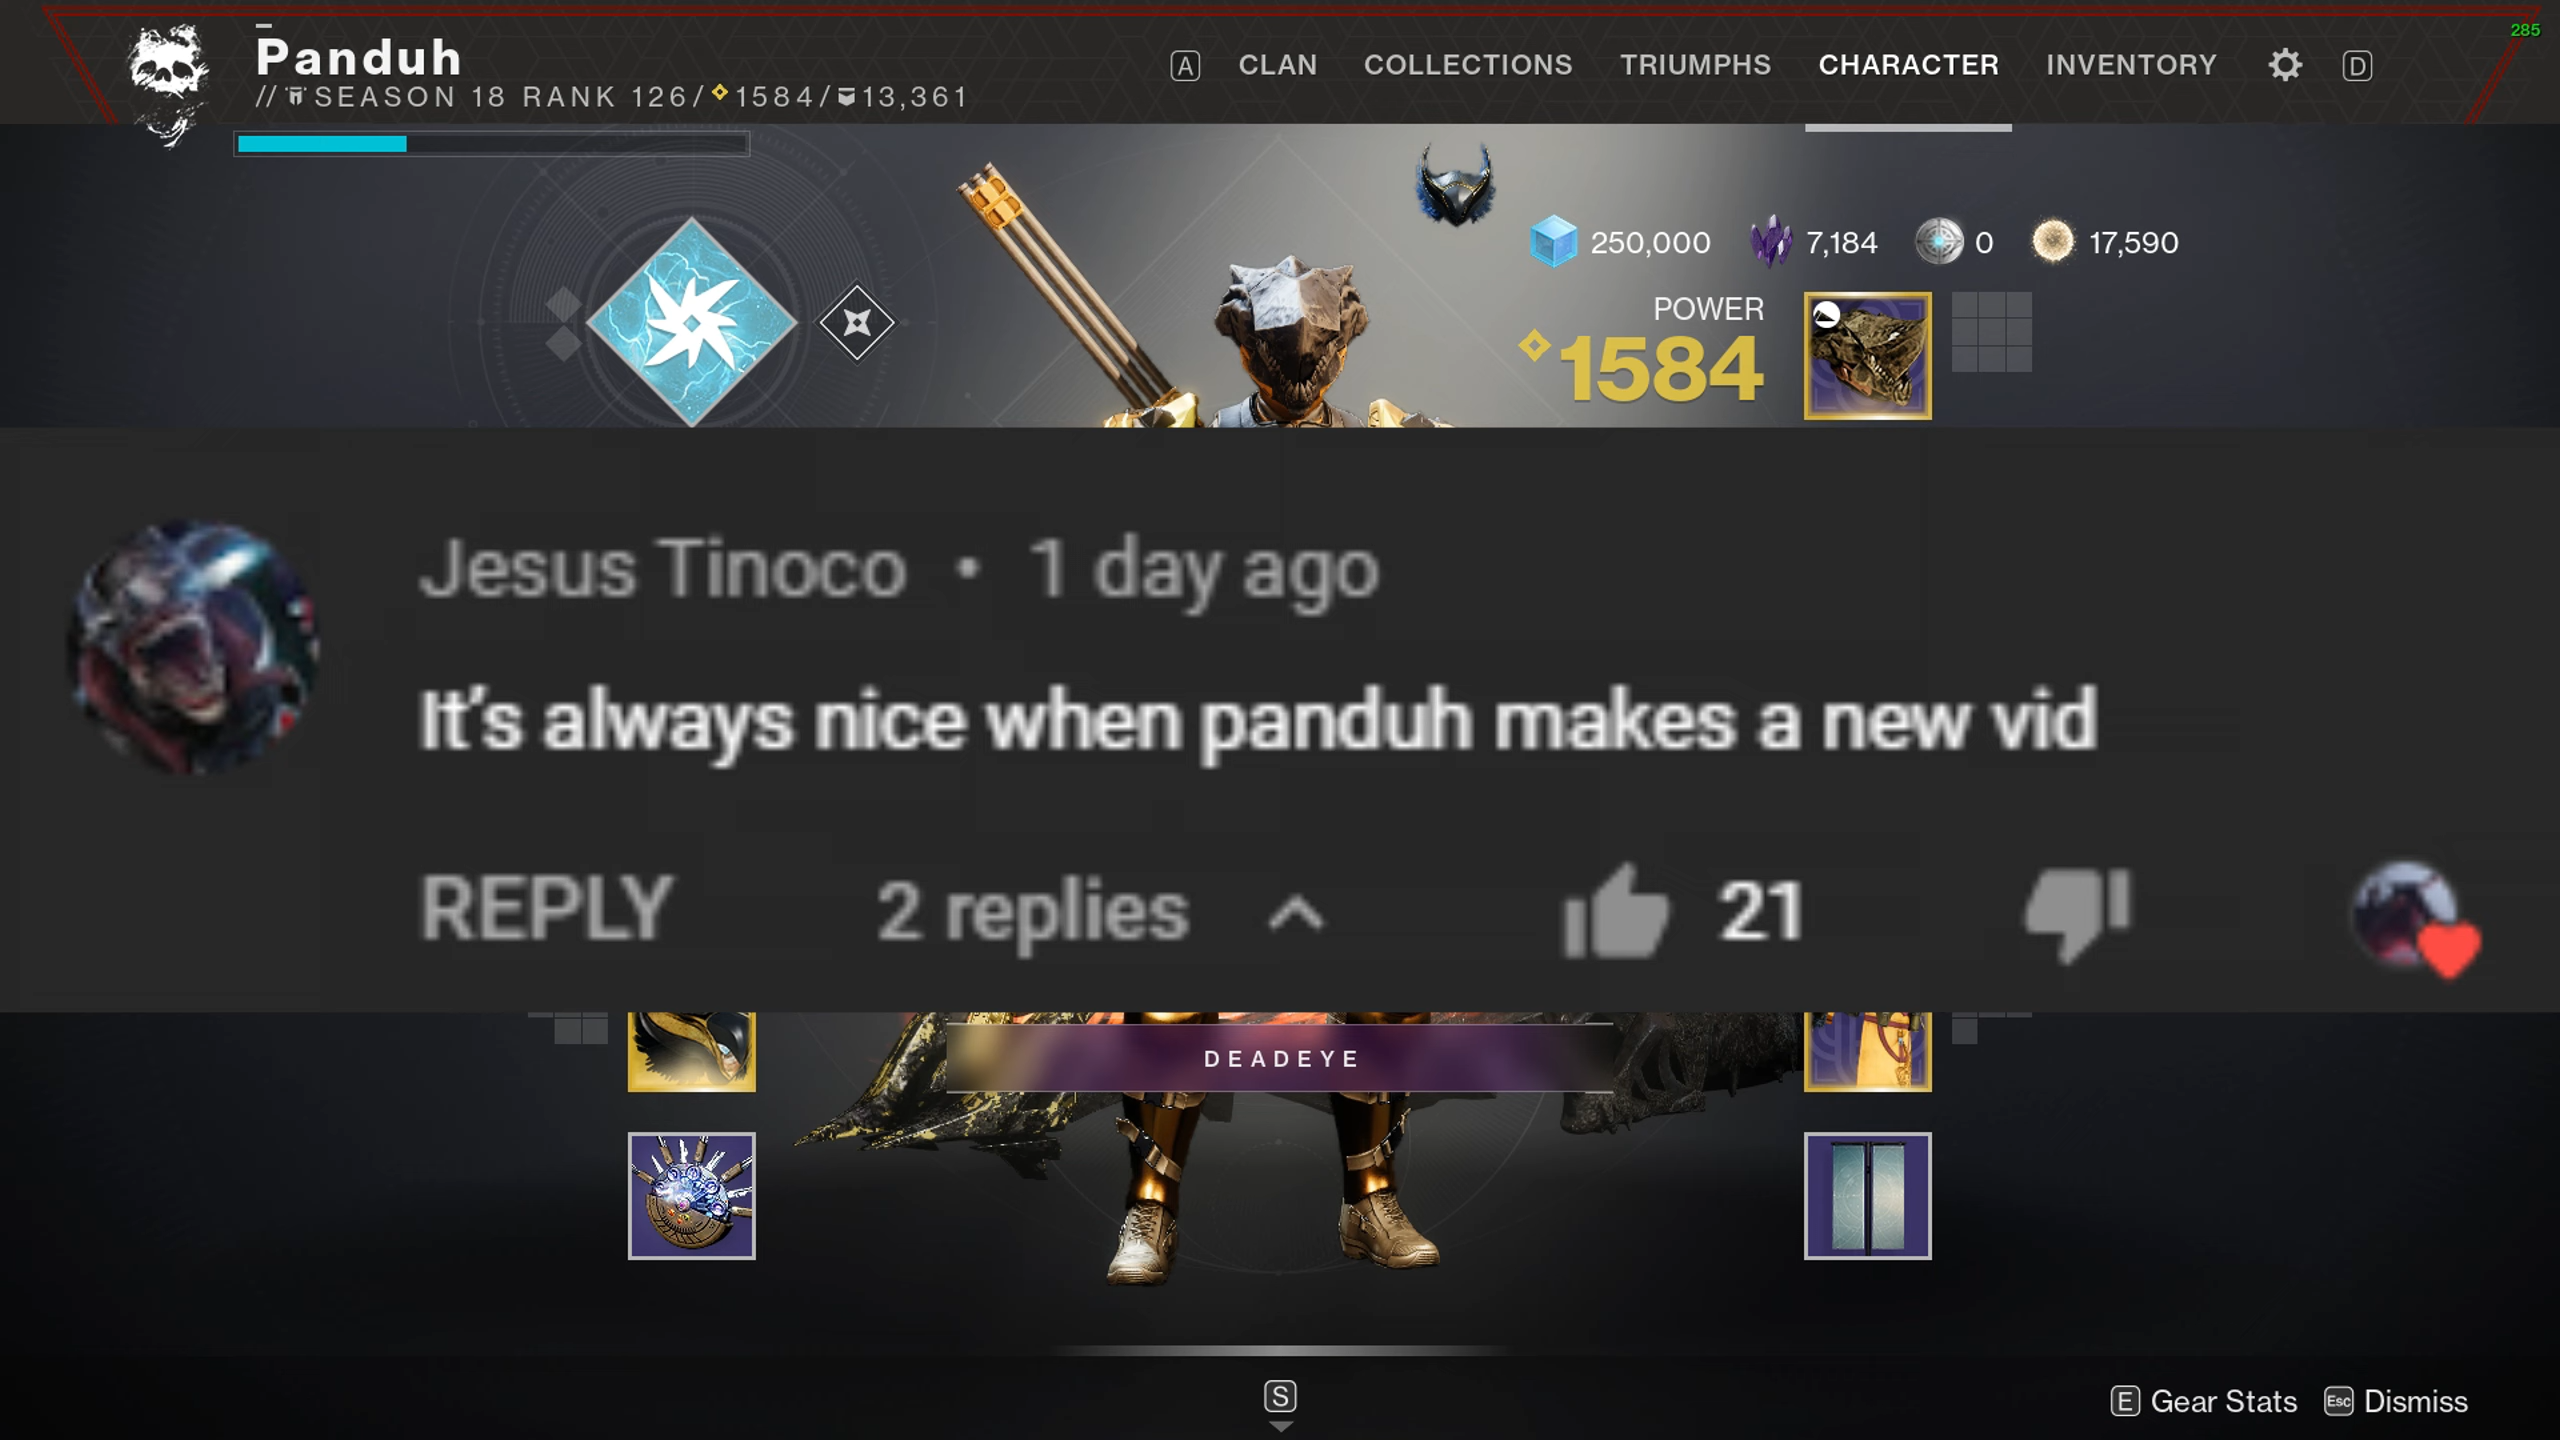 285
Panduh
// SEASON 18 RANK 126/1584/13,361
A CLAN COLLECTIONS TRIUMPHS CHARACTER INVENTORY D
250,000 7,184 0 17,590
POWER
1584
Jesus Tinoco • 1 day ago
It's always nice when panduh makes a new vid
REPLY 2 replies 21
DEADEYE
S
E Gear Stats Esc Dismiss